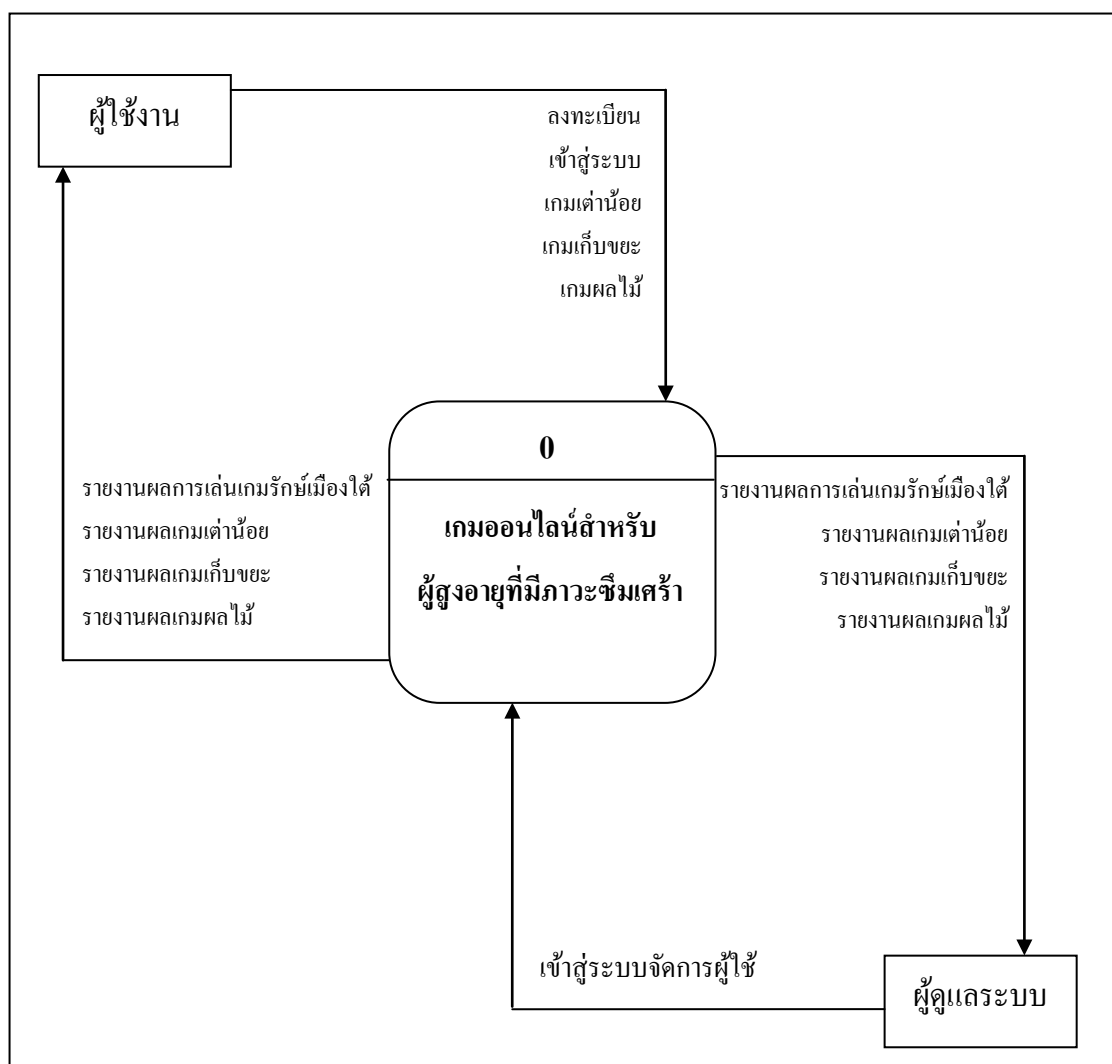 ผู้ใช้งาน
ลงทะเบียน
เข้าสู่ระบบ
เกมเต่าน้อย
เกมเก็บขยะ
เกมผลไม้
0
เกมออนไลน์สำหรับ
ผู้สูงอายุที่มีภาวะซึมเศร้า
รายงานผลการเล่นเกมรักษ์เมืองใต้
รายงานผลเกมเต่าน้อย
รายงานผลเกมเก็บขยะ
รายงานผลเกมผลไม้
รายงานผลการเล่นเกมรักษ์เมืองใต้
รายงานผลเกมเต่าน้อย
รายงานผลเกมเก็บขยะ
รายงานผลเกมผลไม้
เข้าสู่ระบบจัดการผู้ใช้
ผู้ดูแลระบบ